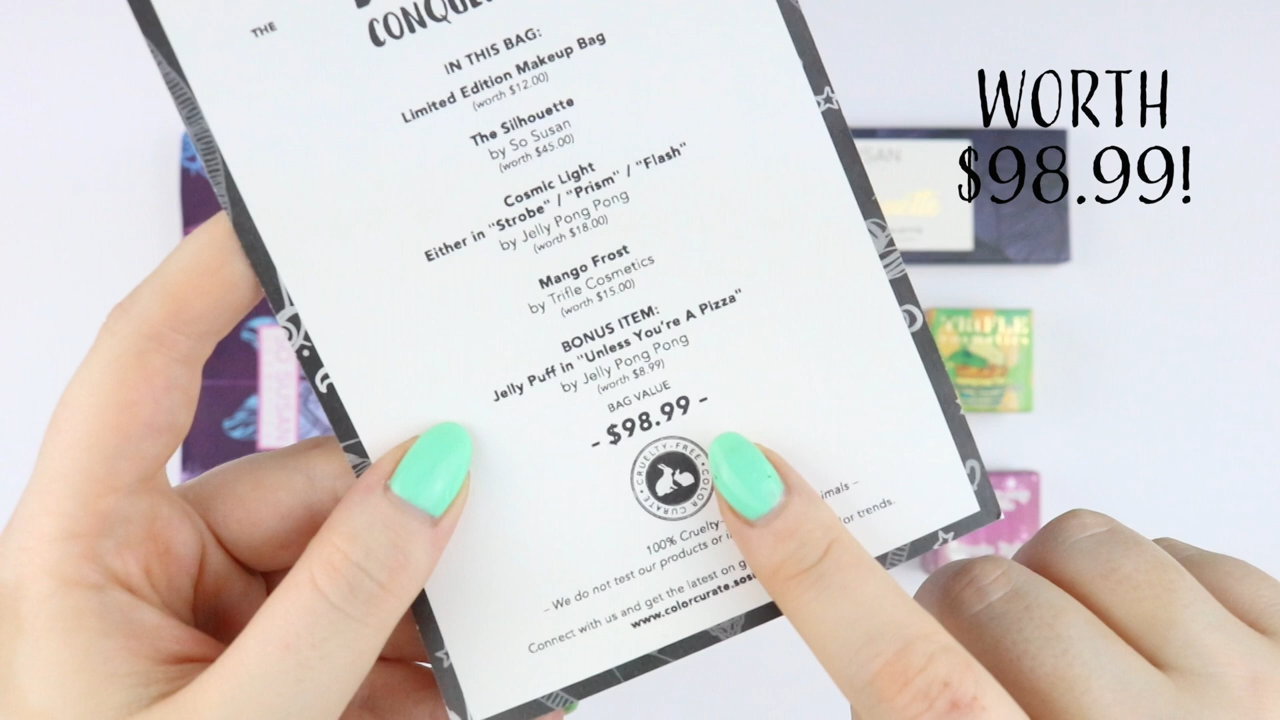 THE
CONQUE
IN THIS BAG:
Limited Edition Makeup Bag
(worth $12.00)
The Silhouette
by So Susan
(worth $45.00)
Cosmic Light
Either in "Strobe" / "Prism" / "Flash"
by Jelly Pong Pong
(worth $18.00)
Mango Frost
by Trifle Cosmetics
(worth $15.00)
BONUS ITEM:
Jelly Puff in "Unless You're A Pizza"
by Jelly Pong Pong
(worth $8.99)
BAG VALUE
- $98.99 -
CRUELTY-FREE • COLOR CURATE •
100% Cruelty-
imals –
– We do not test our products or
lor trends.
Connect with us and get the latest on
www.colorcurate.sosu
WORTH
$98.99!
TRIFLE